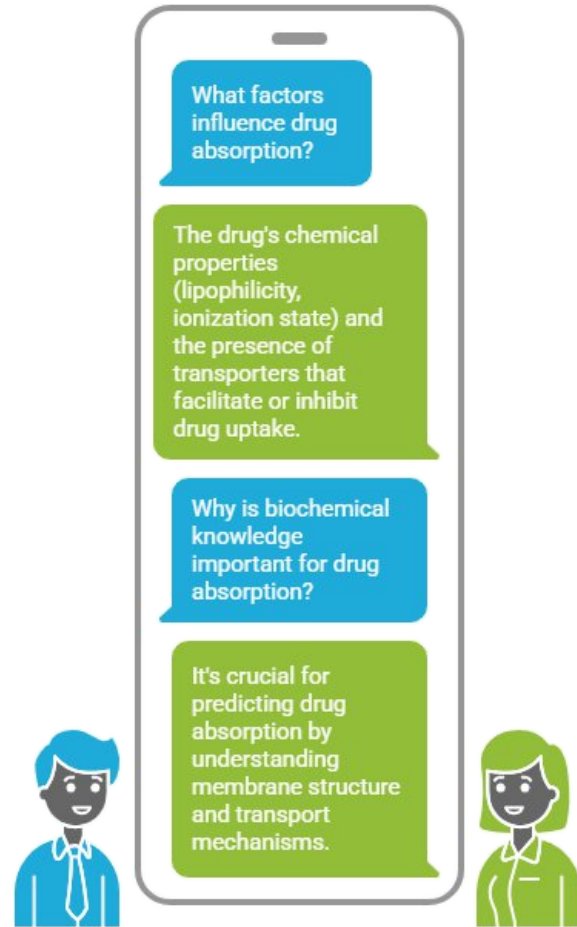 What factors
influence drug
absorption?
The drug's chemical
properties
(lipophilicity,
ionization state) and
the presence of
transporters that
facilitate or inhibit
drug uptake.
Why is biochemical
knowledge
important for drug
absorption?
It's crucial for
predicting drug
absorption by
understanding
membrane structure
and transport
mechanisms.